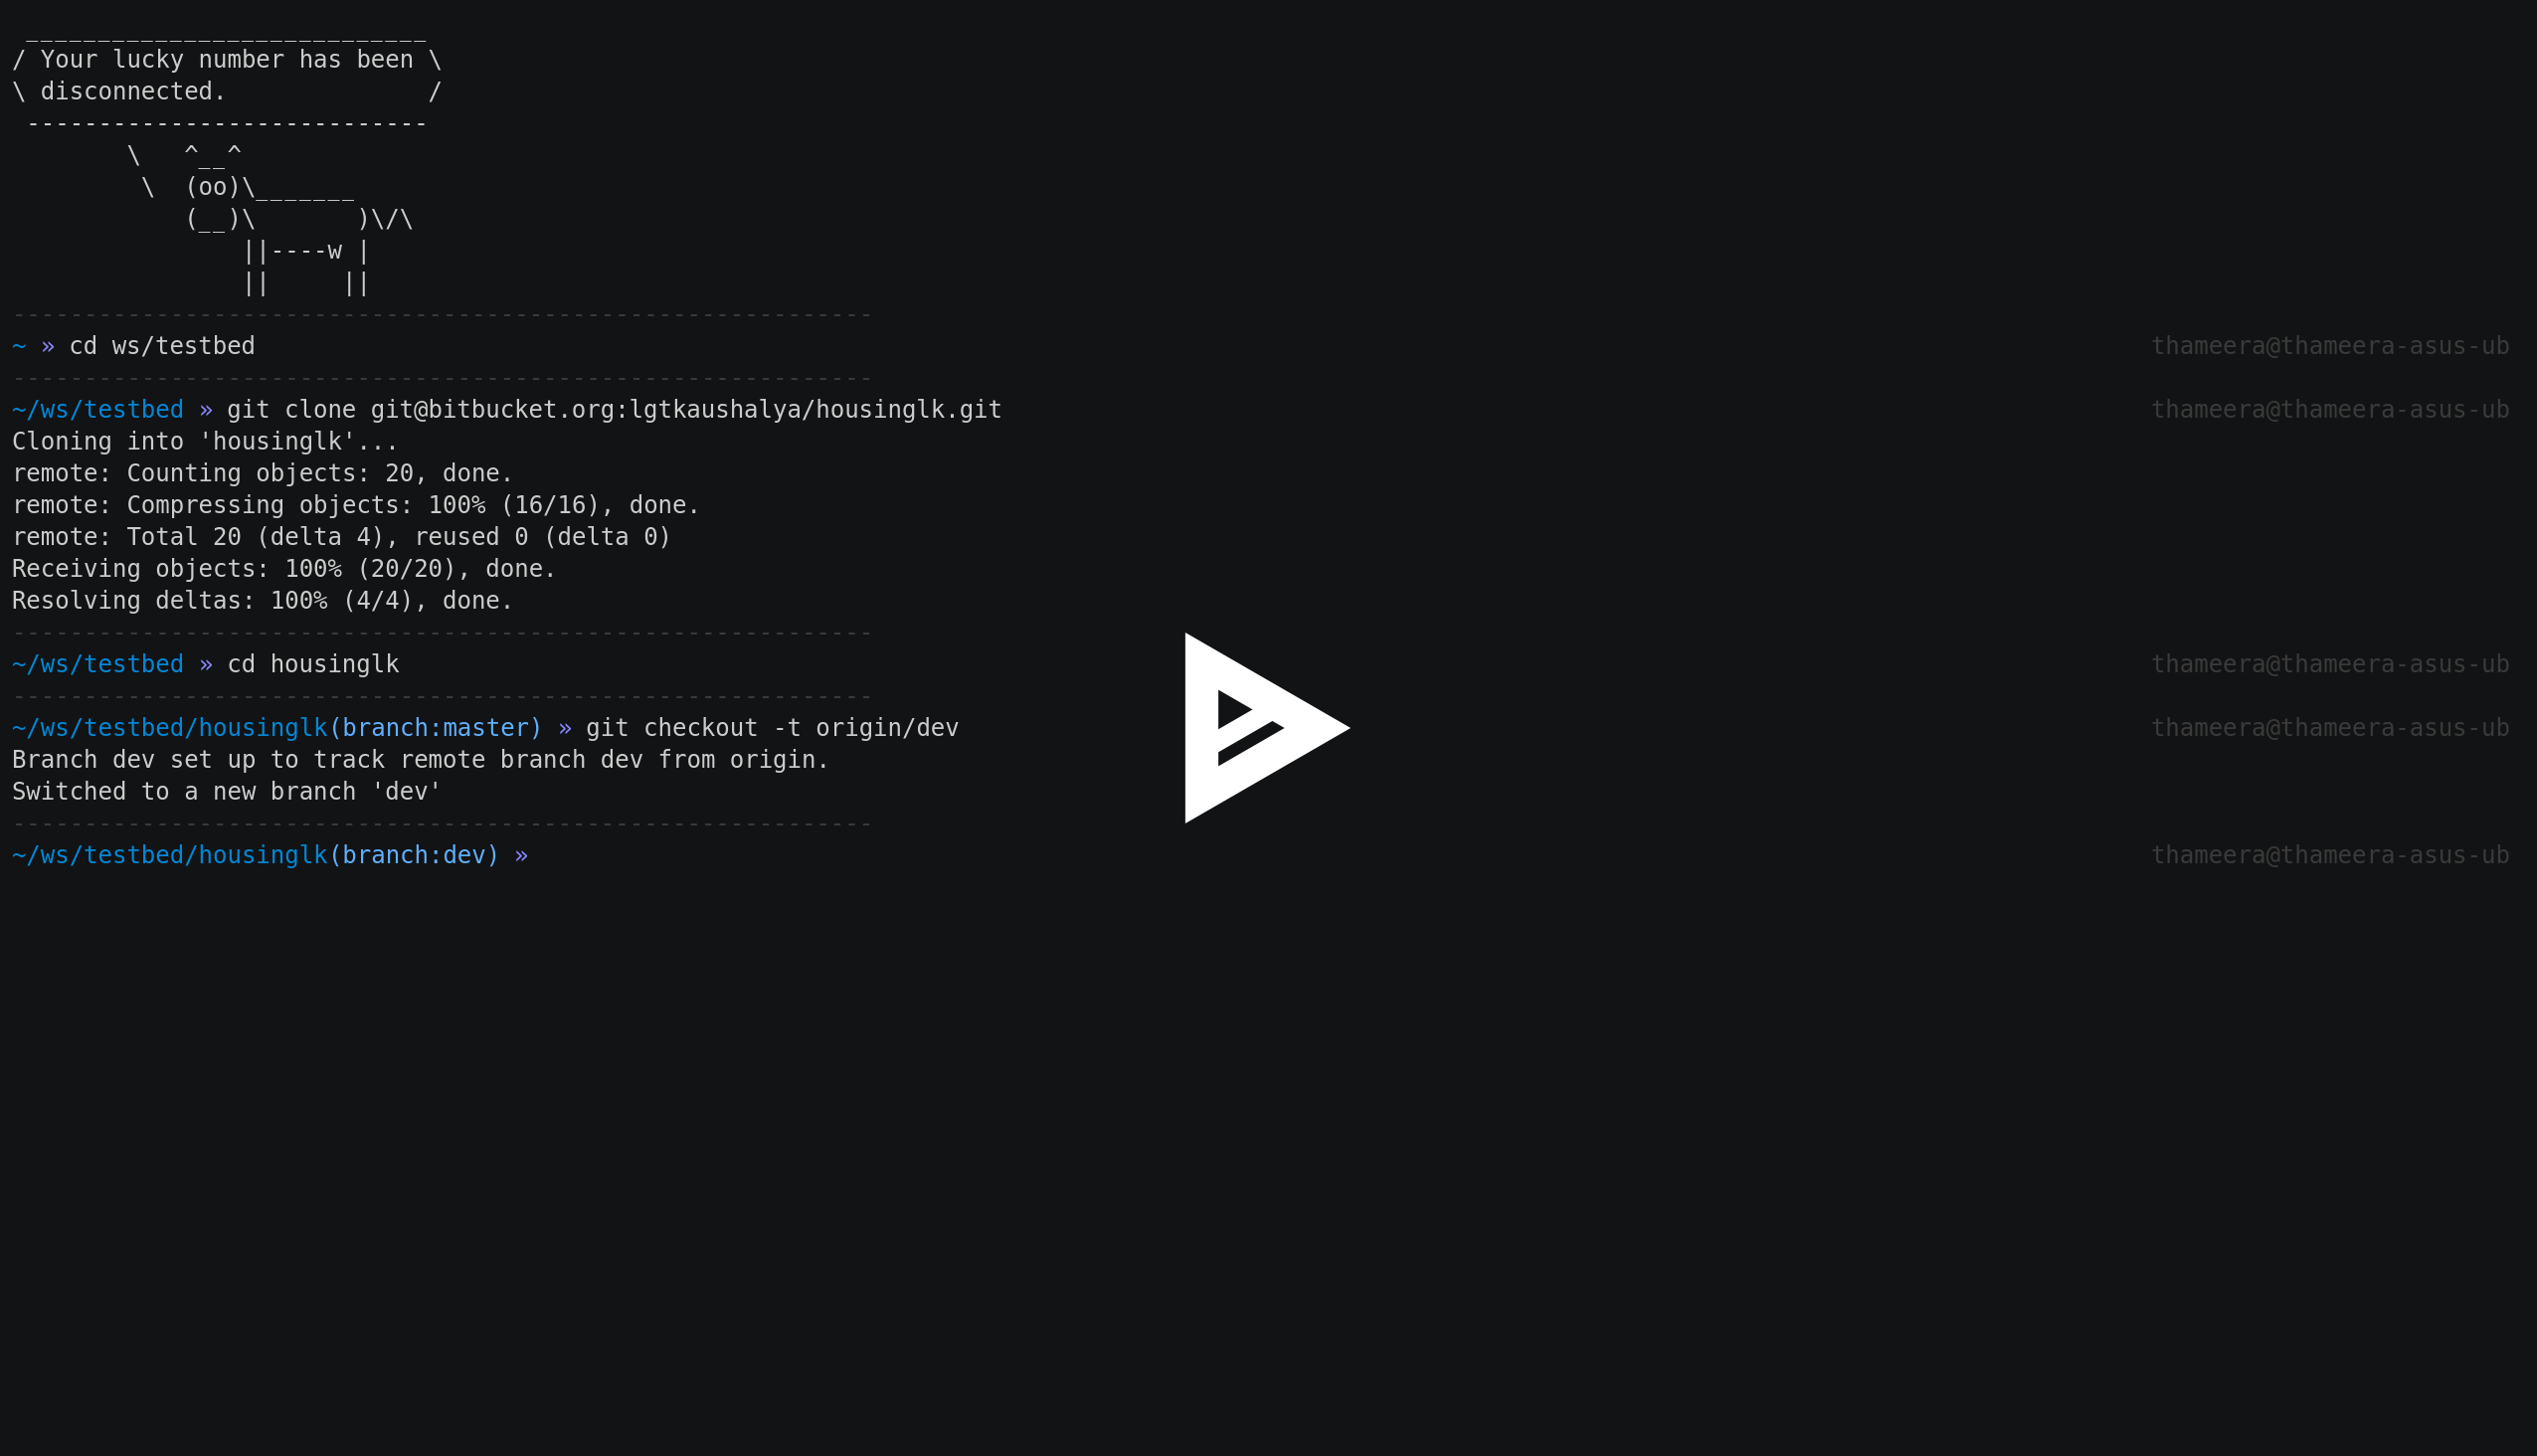 ____________________________
/ Your lucky number has been \
\ disconnected.              /
 ----------------------------
        \   ^__^
         \  (oo)\_______
            (__)\       )\/\
                ||----w |
                ||     ||
------------------------------------------------------------
~ » cd ws/testbed thameera@thameera-asus-ub
------------------------------------------------------------
~/ws/testbed » git clone git@bitbucket.org:lgtkaushalya/housinglk.git thameera@thameera-asus-ub
Cloning into 'housinglk'...
remote: Counting objects: 20, done.
remote: Compressing objects: 100% (16/16), done.
remote: Total 20 (delta 4), reused 0 (delta 0)
Receiving objects: 100% (20/20), done.
Resolving deltas: 100% (4/4), done.
------------------------------------------------------------
~/ws/testbed » cd housinglk thameera@thameera-asus-ub
------------------------------------------------------------
~/ws/testbed/housinglk(branch:master) » git checkout -t origin/dev thameera@thameera-asus-ub
Branch dev set up to track remote branch dev from origin.
Switched to a new branch 'dev'
------------------------------------------------------------
~/ws/testbed/housinglk(branch:dev) » thameera@thameera-asus-ub